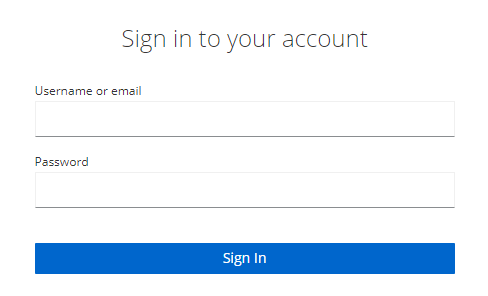 Sign in to your account
Username or email
Password
Sign In